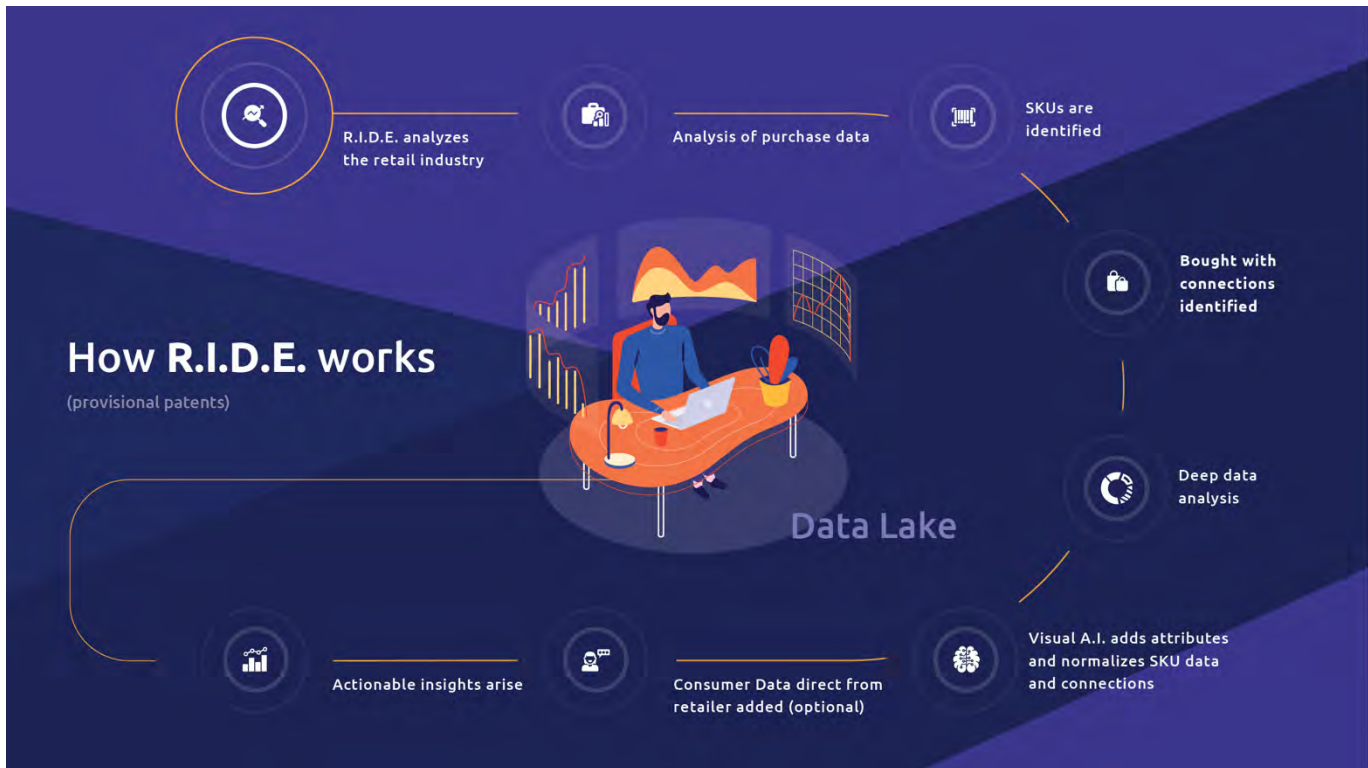 R.I.D.E. analyzes
the retail industry
Analysis of purchase data
SKUs are
identified
Bought with
connections
identified
How R.I.D.E. works
(provisional patents)
Deep data
analysis
Data Lake
Visual A.I. adds attributes
and normalizes SKU data
and connections
Consumer Data direct from
retailer added (optional)
Actionable insights arise